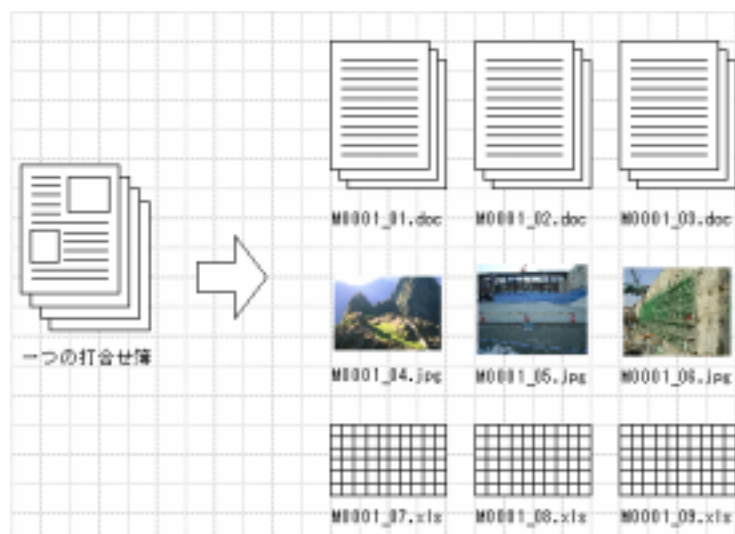 M0001_01.doc
M0001_02.doc
M0001_03.doc
一つの打合せ簿
M0001_04.jpg
M0001_05.jpg
M0001_06.jpg
M0001_07.xls
M0001_08.xls
M0001_09.xls